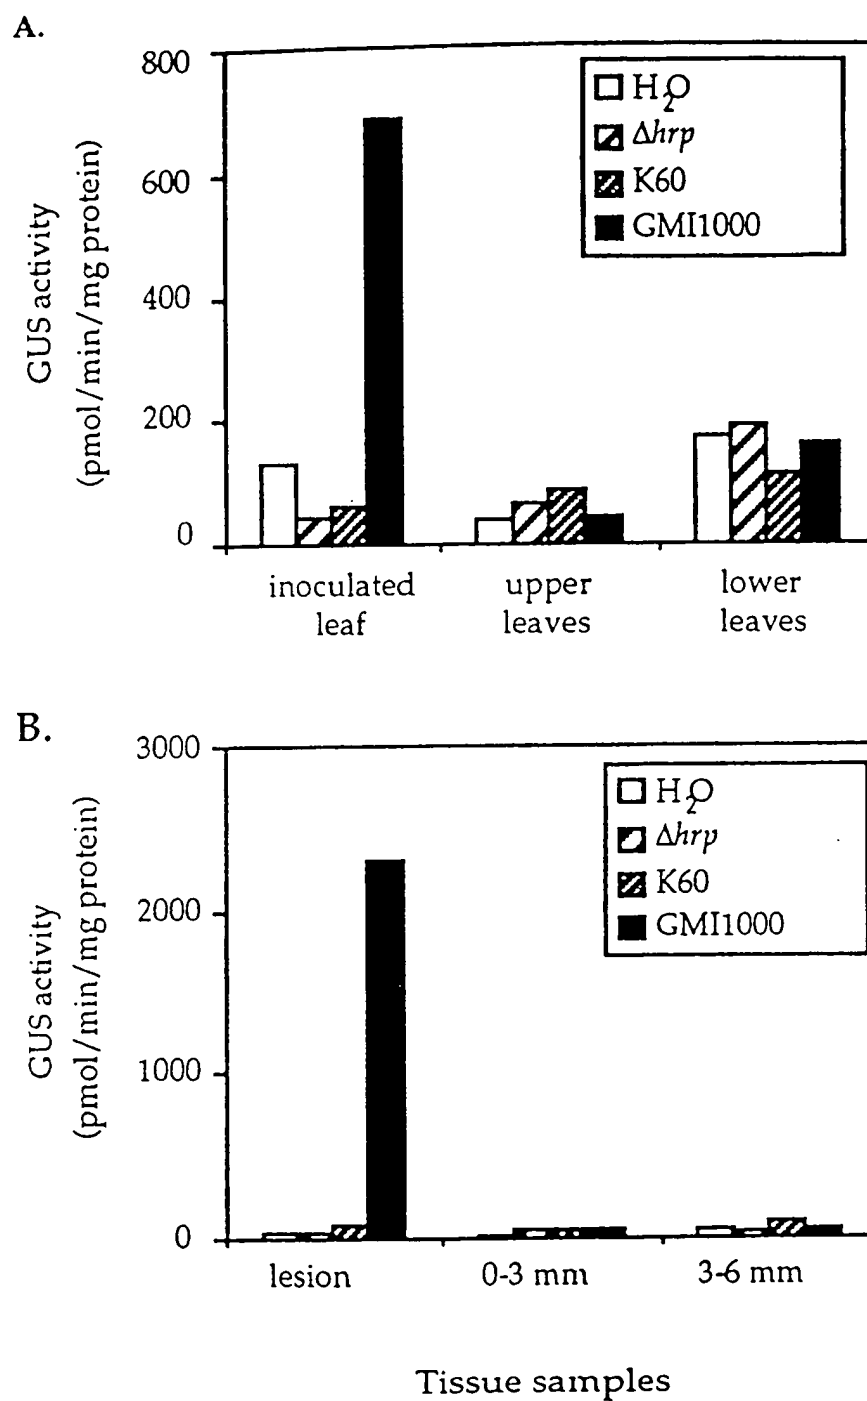 A.
GUS activity
(pmol/min/mg protein)
800
600
400
200
0
H₂O
Δhrp
K60
GMI1000
inoculated leaf
upper leaves
lower leaves
B.
GUS activity
(pmol/min/mg protein)
3000
2000
1000
0
H₂O
Δhrp
K60
GMI1000
lesion
0-3 mm
3-6 mm
Tissue samples